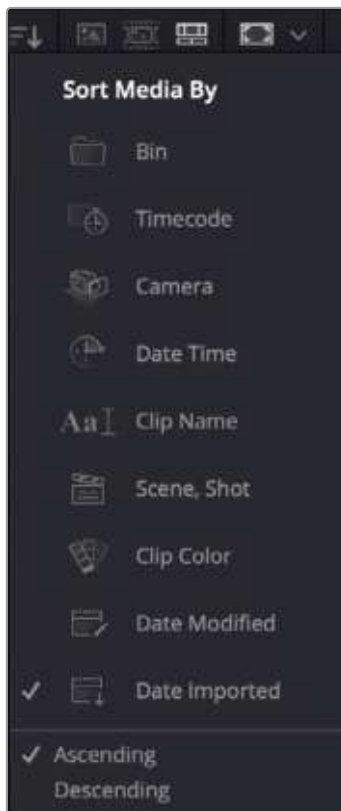 Sort Media By
Bin
Timecode
Camera
Date Time
Aa Clip Name
Scene, Shot
Clip Color
Date Modified
Date Imported
Ascending
Descending